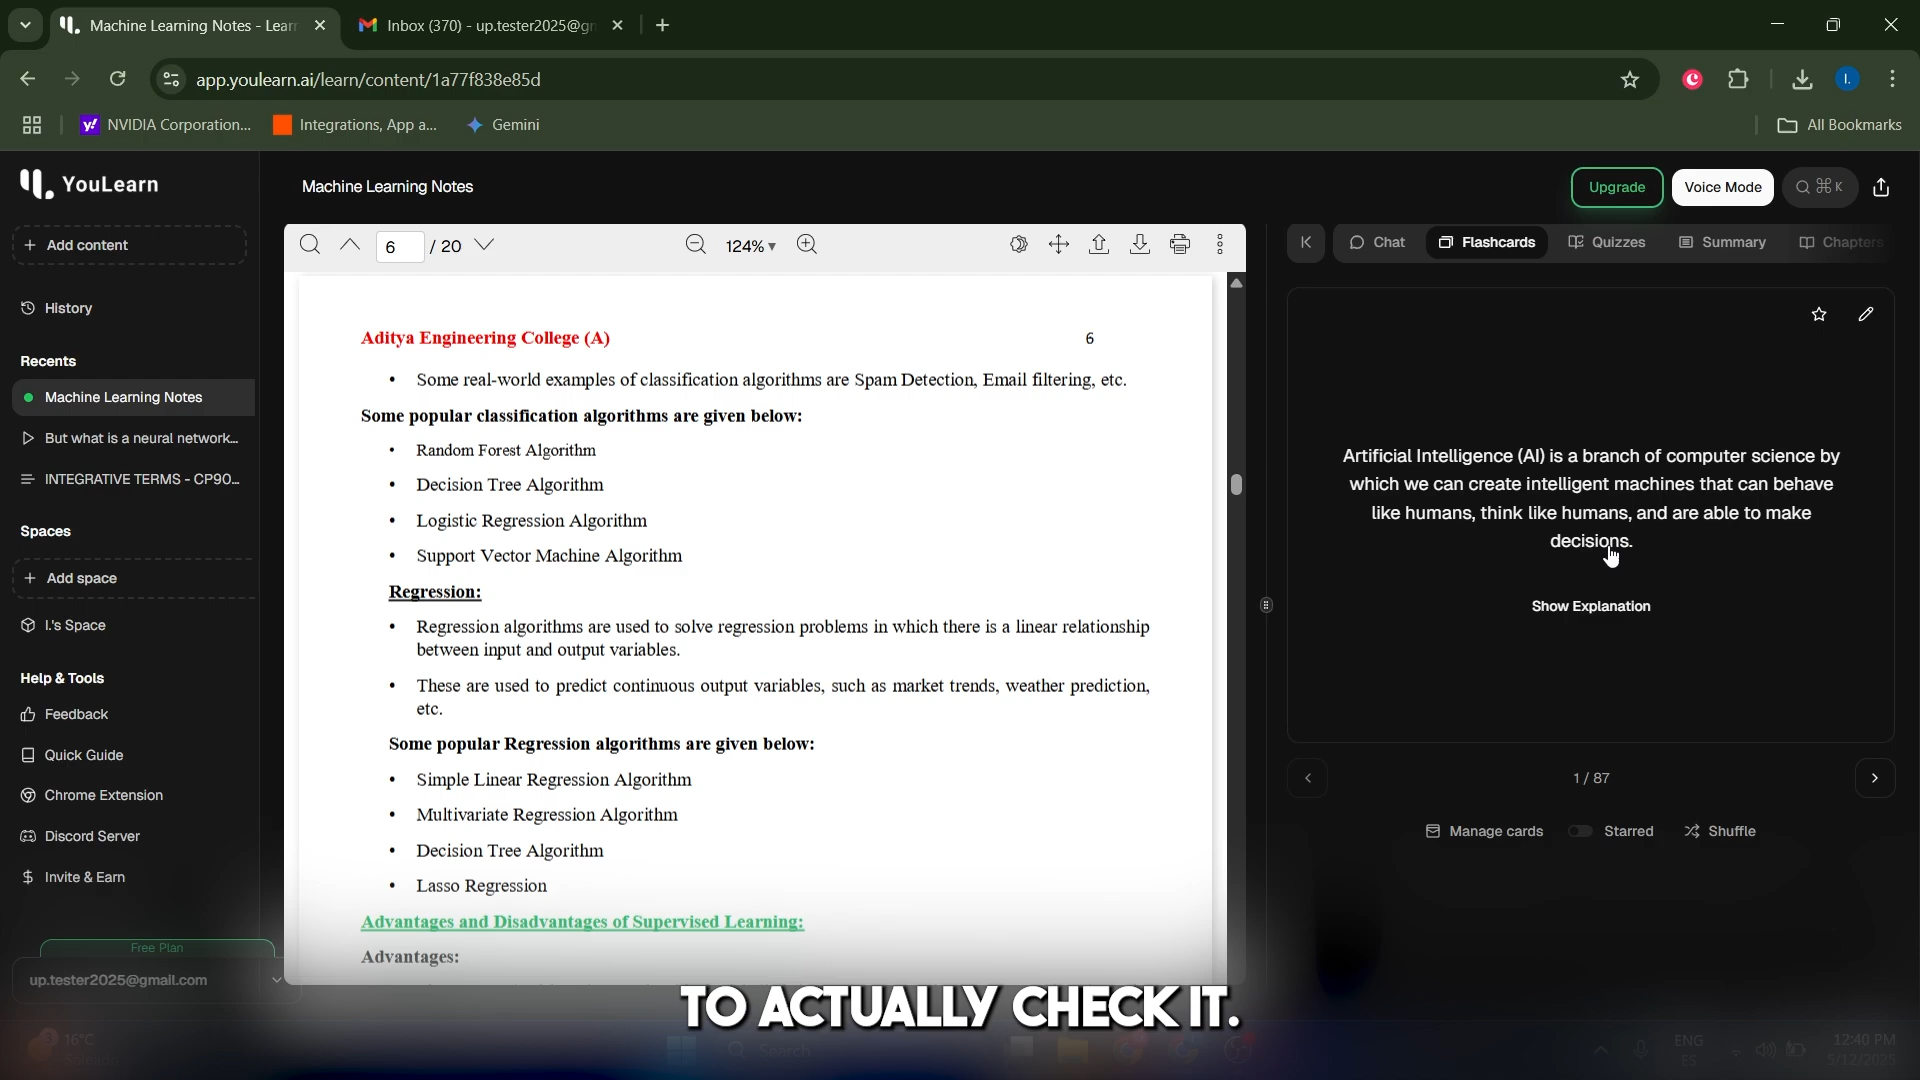 Machine Learning Notes - Lear
Inbox (370) - up.tester2025@g
app.youlearn.ai/learn/content/1a77f838e85d
I.
NVIDIA Corporation...
Integrations, App a...
Gemini
All Bookmarks
YouLearn
Machine Learning Notes
Upgrade
Voice Mode
⌘ K
+ Add content
6 / 20
124%
Chat
Flashcards
Quizzes
Summary
Chapters
History
Recents
Machine Learning Notes
But what is a neural network...
INTEGRATIVE TERMS - CP90...
Spaces
+ Add space
I.'s Space
Help & Tools
Feedback
Quick Guide
Chrome Extension
Discord Server
Invite & Earn
Free Plan
up.tester2025@gmail.com
Aditya Engineering College (A) 6
• Some real-world examples of classification algorithms are Spam Detection, Email filtering, etc.
Some popular classification algorithms are given below:
• Random Forest Algorithm
• Decision Tree Algorithm
• Logistic Regression Algorithm
• Support Vector Machine Algorithm
Regression:
• Regression algorithms are used to solve regression problems in which there is a linear relationship
between input and output variables.
• These are used to predict continuous output variables, such as market trends, weather prediction,
etc.
Some popular Regression algorithms are given below:
• Simple Linear Regression Algorithm
• Multivariate Regression Algorithm
• Decision Tree Algorithm
• Lasso Regression
Advantages and Disadvantages of Supervised Learning:
Advantages:
Artificial Intelligence (AI) is a branch of computer science by
which we can create intelligent machines that can behave
like humans, think like humans, and are able to make
decisions.
Show Explanation
1 / 87
Manage cards
Starred
Shuffle
TO ACTUALLY CHECK IT.
16°C
Search
ENG
ES
12:40 PM
5/12/2025